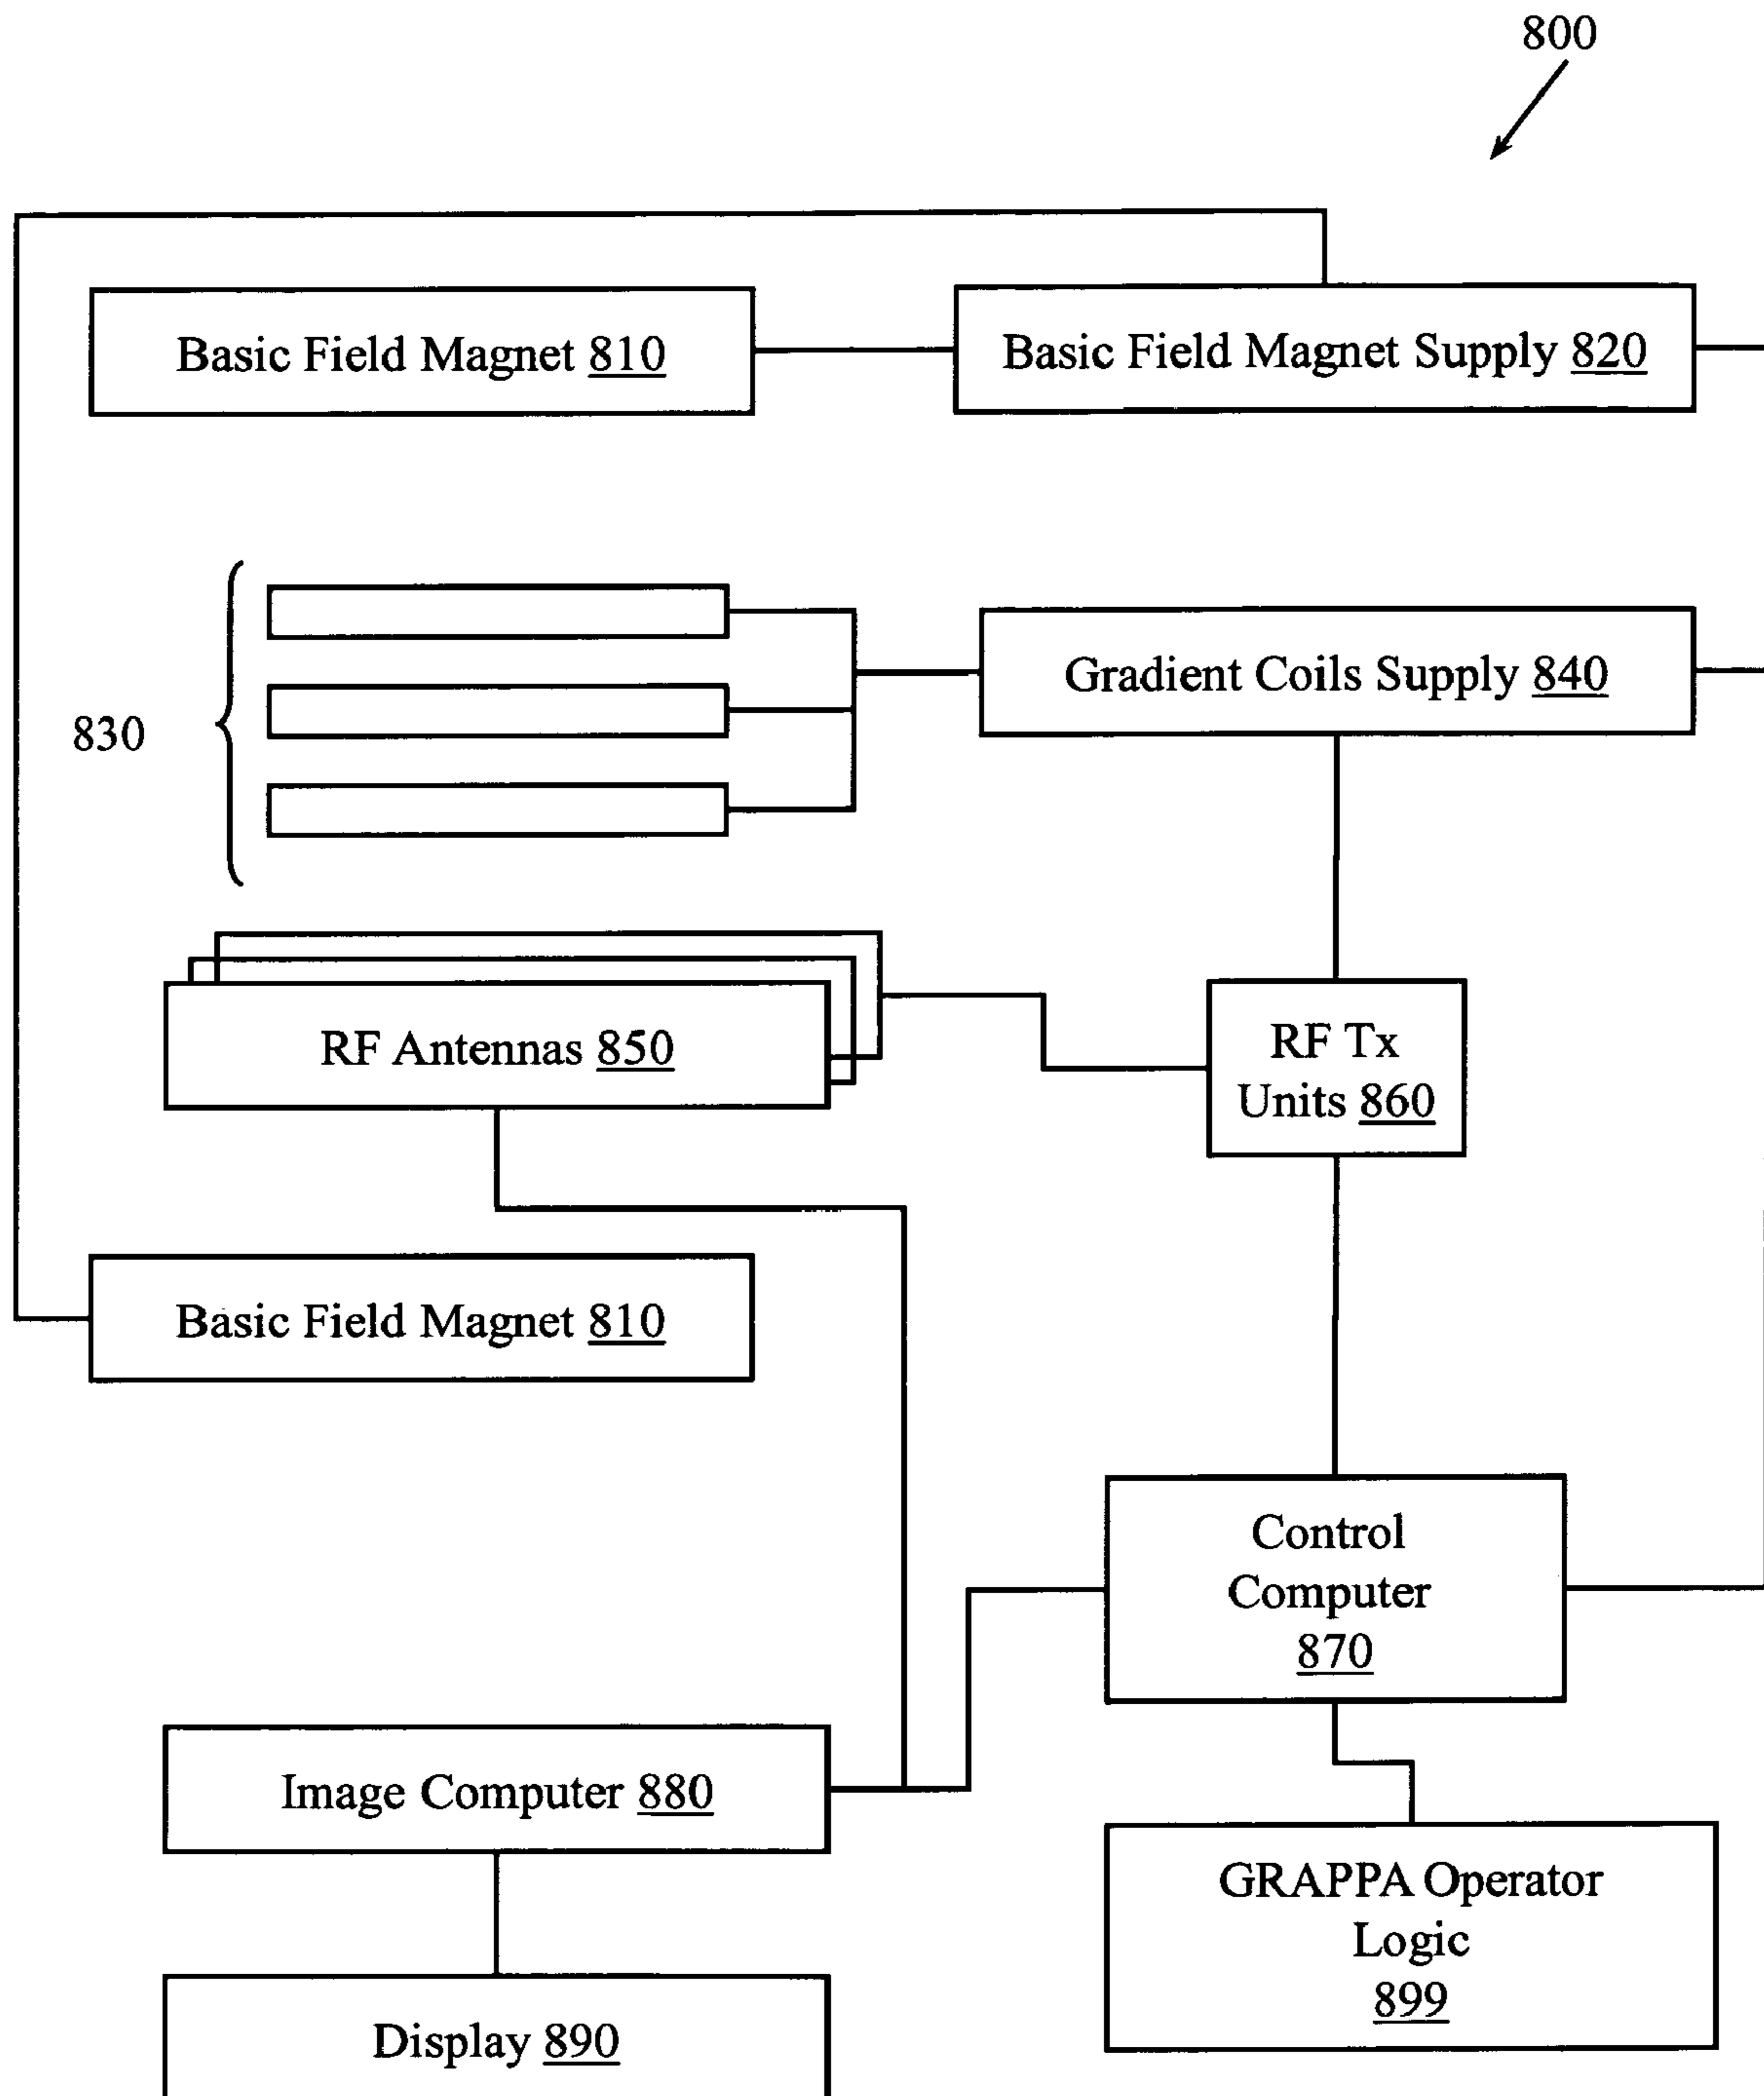 800
Basic Field Magnet 810
Basic Field Magnet Supply 820
830
Gradient Coils Supply 840
RF Antennas 850
RF Tx
Units 860
Basic Field Magnet 810
Control
Computer
870
Image Computer 880
GRAPPA Operator
Logic
899
Display 890